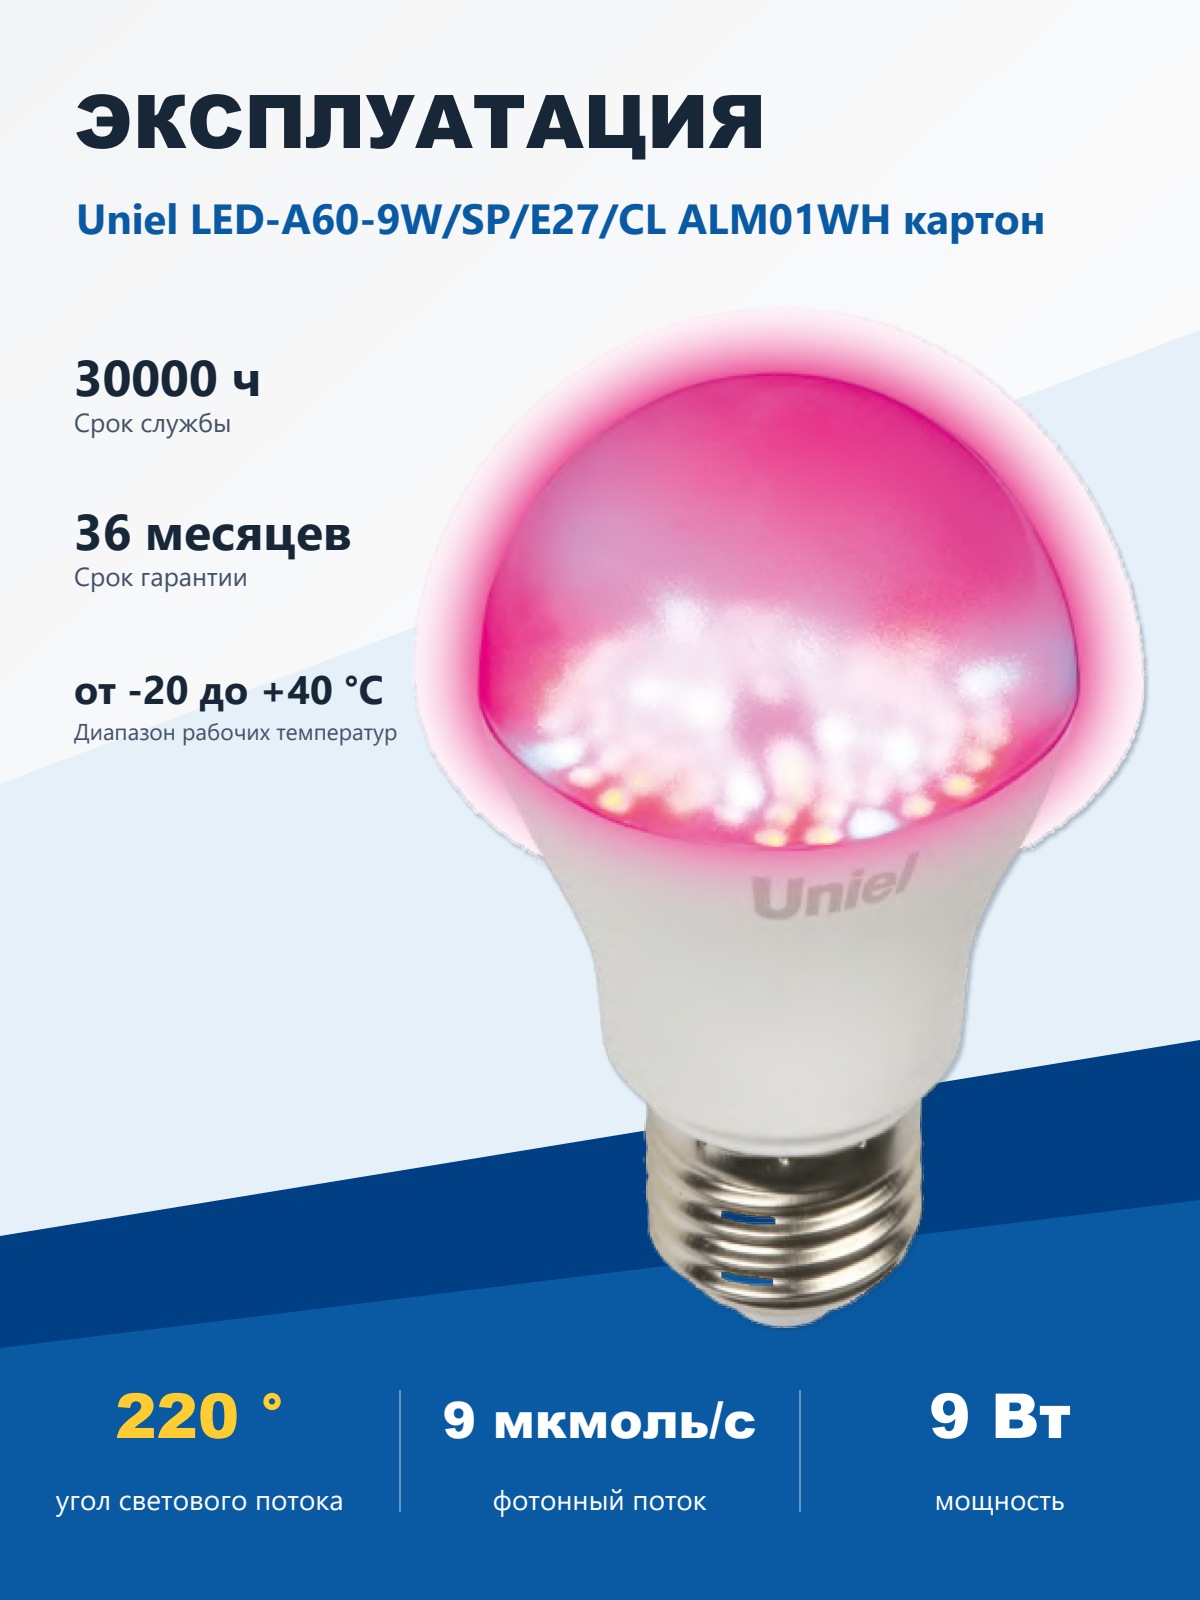 ЭКСПЛУАТАЦИЯ
Uniel LED-A60-9W/SP/E27/CL ALM01WH картон
30000 ч
Срок службы
36 месяцев
Срок гарантии
от -20 до +40 °C
Диапазон рабочих температур
Uniel
220 °
угол светового потока
9 мкмоль/с
фотонный поток
9 Вт
мощность